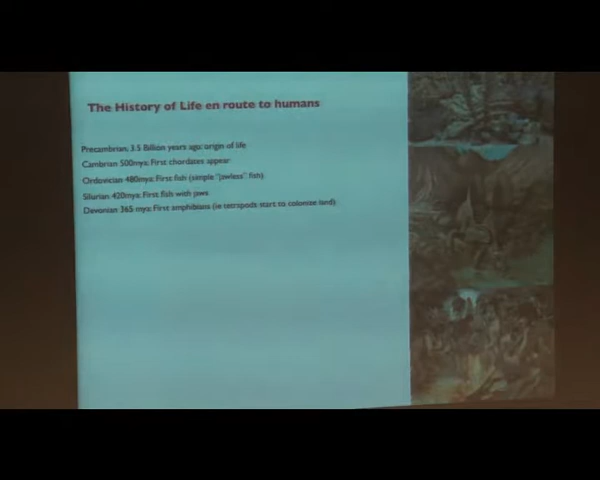 The History of Life en route to humans
Precambrian, 3.5 Billion years ago: origin of life
Cambrian 500mya: First chordates appear
Ordovician 480mya: First fish (simple "jawless" fish)
Silurian 420mya: First fish with jaws
Devonian 365 mya: First amphibians (ie tetrapods start to colonise land)